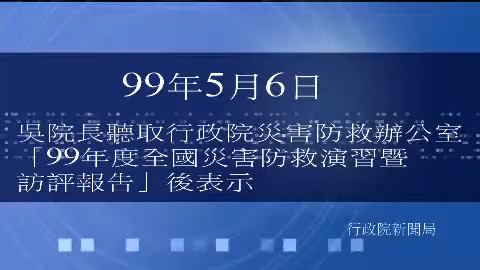 99年5月6日
吳院長聽取行政院災害防救辦公室
「99年度全國災害防救演習暨
訪評報告」後表示
行政院新聞局